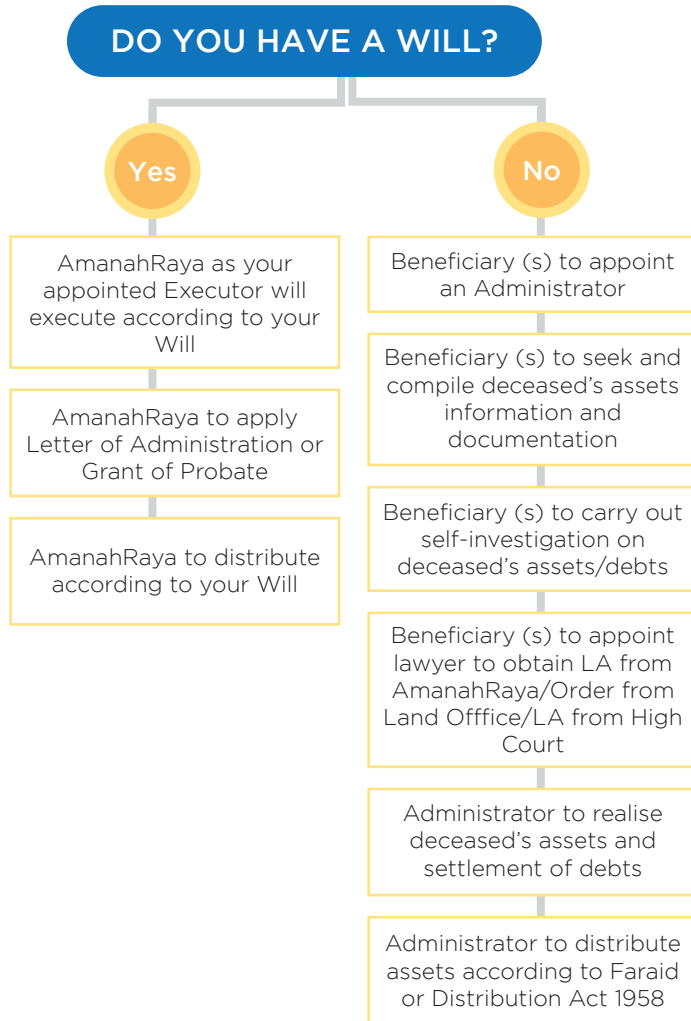 DO YOU HAVE A WILL?
Yes
AmanahRaya as your
appointed Executor will
execute according to your
Will
AmanahRaya to apply
Letter of Administration or
Grant of Probate
AmanahRaya to distribute
according to your Will
No
Beneficiary (s) to appoint
an Administrator
Beneficiary (s) to seek and
compile deceased’s assets
information and
documentation
Beneficiary (s) to carry out
self-investigation on
deceased’s assets/debts
Beneficiary (s) to appoint
lawyer to obtain LA from
AmanahRaya/Order from
Land Offfice/LA from High
Court
Administrator to realise
deceased’s assets and
settlement of debts
Administrator to distribute
assets according to Faraid
or Distribution Act 1958